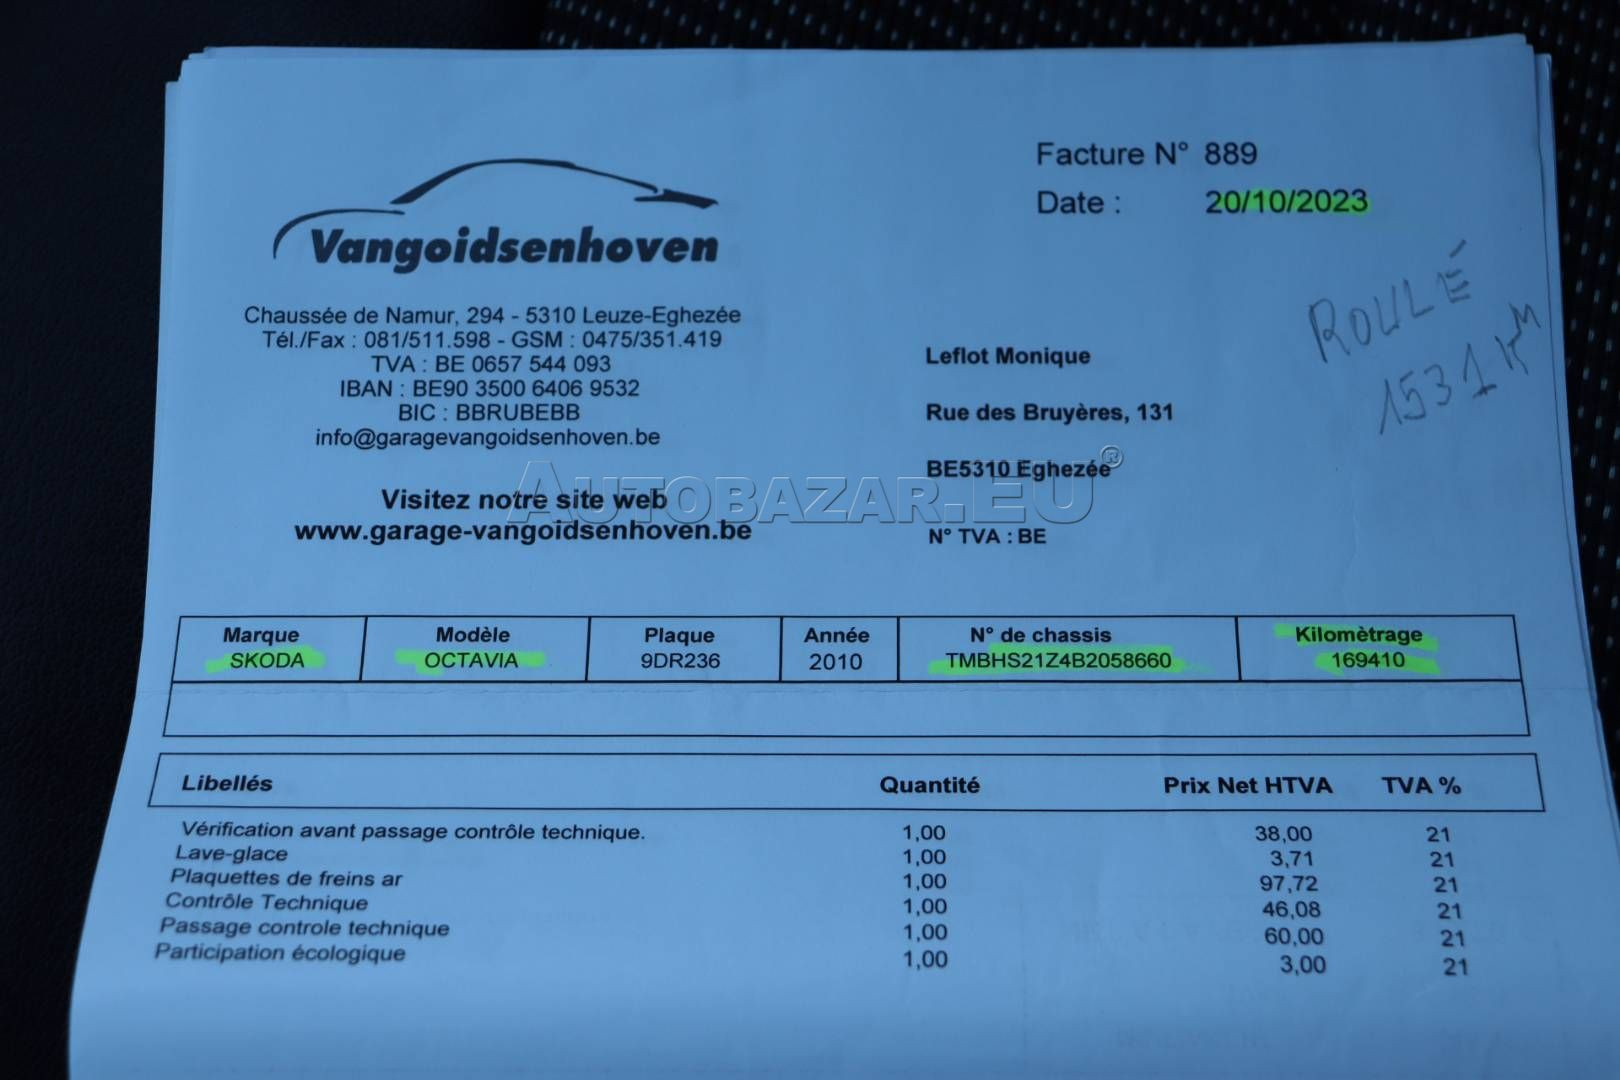 Vangoidsenhoven
Chaussée de Namur, 294 - 5310 Leuze-Eghezée
Tél./Fax : 081/511.598 - GSM : 0475/351.419
TVA : BE 0657 544 093
IBAN : BE90 3500 6406 9532
BIC : BBRUBEBB
info@garagevangoidsenhoven.be
Visitez notre site web
www.garage-vangoidsenhoven.be
Facture N° 889
Date : 20/10/2023
ROULÉ
1531 KM
Leflot Monique
Rue des Bruyères, 131
BE5310 Eghezée
N° TVA : BE
AUTOBAZAR.EU®
Marque Modèle Plaque Année N° de chassis Kilomètrage
SKODA OCTAVIA 9DR236 2010 TMBHS21Z4B2058660 169410
Libellés Quantité Prix Net HTVA TVA %
Vérification avant passage contrôle technique. 1,00 38,00 21
Lave-glace 1,00 3,71 21
Plaquettes de freins ar 1,00 97,72 21
Contrôle Technique 1,00 46,08 21
Passage controle technique 1,00 60,00 21
Participation écologique 1,00 3,00 21